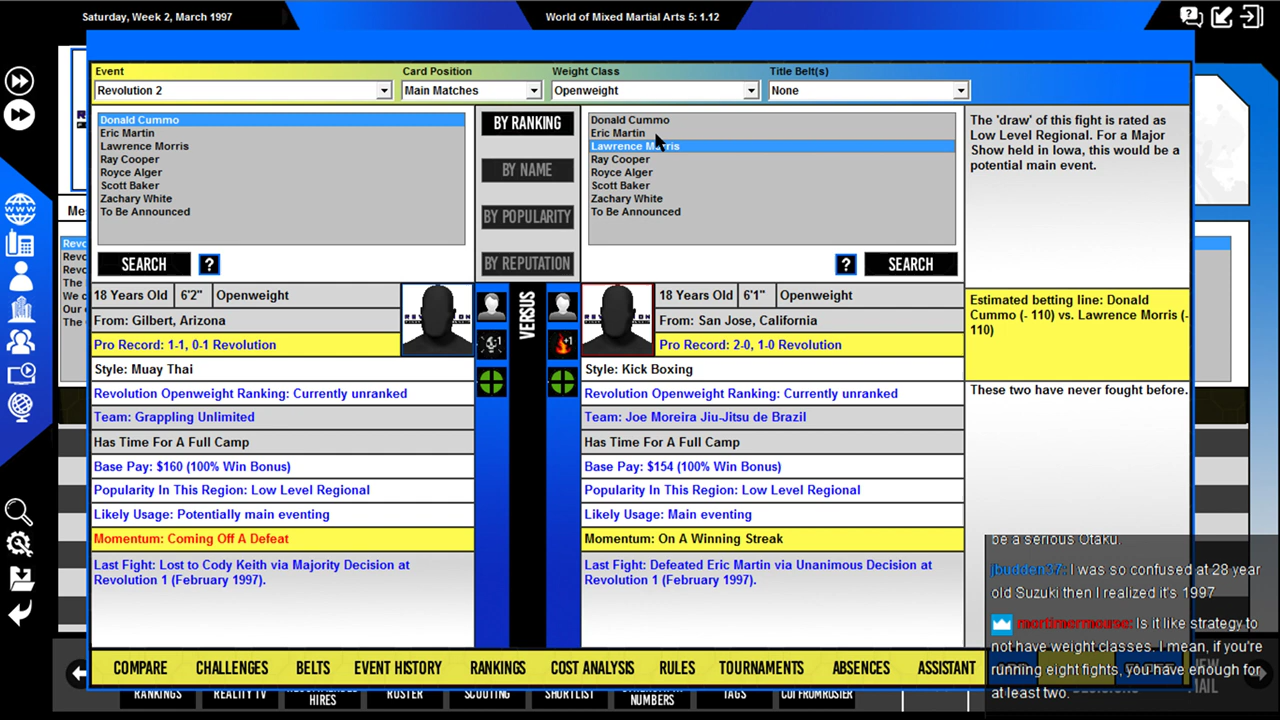 Saturday, Week 2, March 1997
World of Mixed Martial Arts 5: 1.12
Event
Card Position
Weight Class
Title Belt(s)
Revolution 2
Main Matches
Openweight
None
Donald Cummo
Eric Martin
Lawrence Morris
Ray Cooper
Royce Alger
Scott Baker
Zachary White
To Be Announced
BY RANKING
BY NAME
BY POPULARITY
BY REPUTATION
Donald Cummo
Eric Martin
Lawrence Morris
Ray Cooper
Royce Alger
Scott Baker
Zachary White
To Be Announced
The 'draw' of this fight is rated as
Low Level Regional. For a Major
Show held in Iowa, this would be a
potential main event.
SEARCH
?
?
SEARCH
18 Years Old
6'2"
Openweight
From: Gilbert, Arizona
Pro Record: 1-1, 0-1 Revolution
Style: Muay Thai
Revolution Openweight Ranking: Currently unranked
Team: Grappling Unlimited
Has Time For A Full Camp
Base Pay: $160 (100% Win Bonus)
Popularity In This Region: Low Level Regional
Likely Usage: Potentially main eventing
Momentum: Coming Off A Defeat
Last Fight: Lost to Cody Keith via Majority Decision at
Revolution 1 (February 1997).
VERSUS
18 Years Old
6'1"
Openweight
From: San Jose, California
Pro Record: 2-0, 1-0 Revolution
Style: Kick Boxing
Revolution Openweight Ranking: Currently unranked
Team: Joe Moreira Jiu-Jitsu de Brazil
Has Time For A Full Camp
Base Pay: $154 (100% Win Bonus)
Popularity In This Region: Low Level Regional
Likely Usage: Main eventing
Momentum: On A Winning Streak
Last Fight: Defeated Eric Martin via Unanimous Decision at
Revolution 1 (February 1997).
Estimated betting line: Donald
Cummo (- 110) vs. Lawrence Morris (-
110)
These two have never fought before.
be a serious Otaku.
jbudden37: I was so confused at 28 year
old Suzuki then I realized it's 1997
mortimermcurse: Is it like strategy to
not have weight classes. I mean, if you're
running eight fights, you have enough for
at least two.
COMPARE
CHALLENGES
BELTS
EVENT HISTORY
RANKINGS
COST ANALYSIS
RULES
TOURNAMENTS
ABSENCES
ASSISTANT
RANKINGS
REALITY TV
HIRES
ROSTER
SCOUTING
SHORTLIST
NUMBERS
TAGS